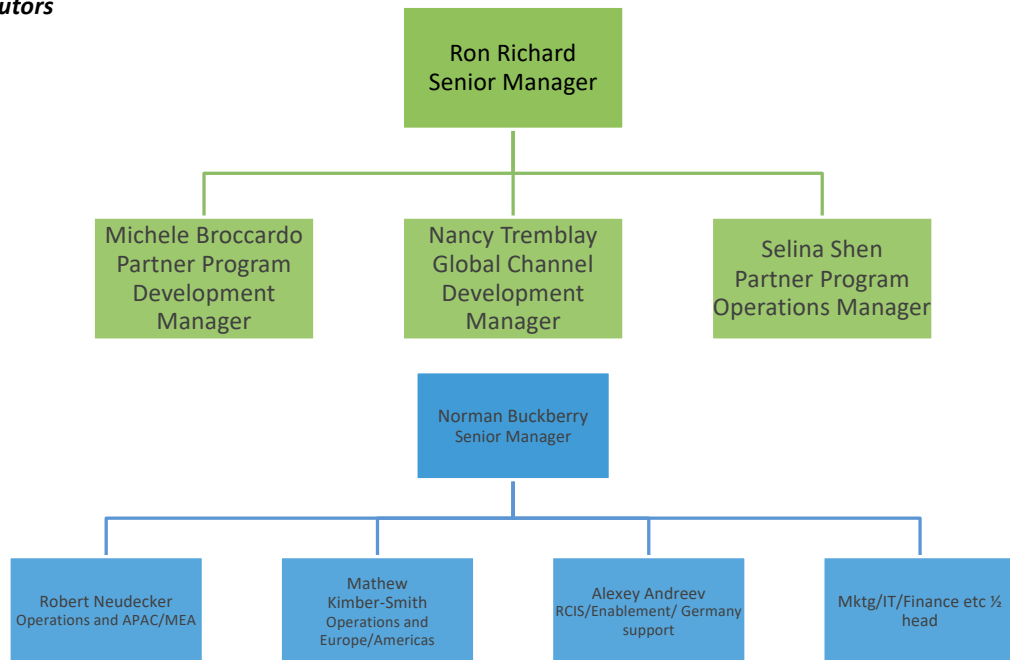 utors
Ron Richard
Senior Manager
Michele Broccardo
Partner Program
Development
Manager
Nancy Tremblay
Global Channel
Development
Manager
Selina Shen
Partner Program
Operations Manager
Norman Buckberry
Senior Manager
Robert Neudecker
Operations and APAC/MEA
Mathew
Kimber-Smith
Operations and
Europe/Americas
Alexey Andreev
RCIS/Enablement/ Germany
support
Mktg/IT/Finance etc ½
head